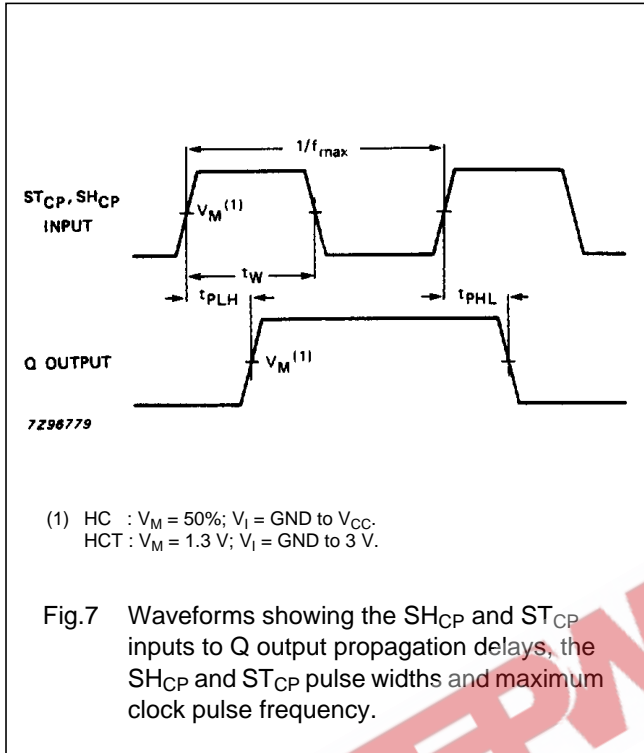 1/fmax
STCP, SHCP
INPUT
VM(1)
tW
tPLH
tPHL
Q OUTPUT
VM(1)
7Z96779
(1) HC : VM = 50%; VI = GND to VCC.
HCT : VM = 1.3 V; VI = GND to 3 V.
Fig.7 Waveforms showing the SHCP and STCP
inputs to Q output propagation delays, the
SHCP and STCP pulse widths and maximum
clock pulse frequency.